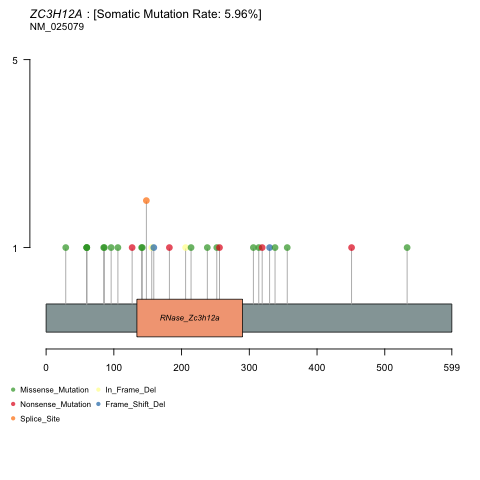 ZC3H12A : [Somatic Mutation Rate: 5.96%]
NM_025079
5
1
RNase_Zc3h12a
0 100 200 300 400 500 599
Missense_Mutation In_Frame_Del
Nonsense_Mutation Frame_Shift_Del
Splice_Site